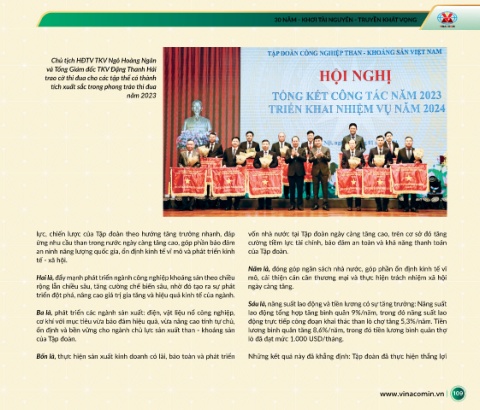 30 NĂM - KHƠI TÀI NGUYÊN - TRUYỀN KHÁT VỌNG
Chủ tịch HĐTV TKV Ngô Hoàng Ngân
và Tổng Giám đốc TKV Đặng Thanh Hải
trao cờ thi đua cho các tập thể có thành
tích xuất sắc trong phong trào thi đua
năm 2023
TẬP ĐOÀN CÔNG NGHIỆP THAN - KHOÁNG SẢN VIỆT NAM
HỘI NGHỊ
TỔNG KẾT CÔNG TÁC NĂM 2023
TRIỂN KHAI NHIỆM VỤ NĂM 2024
lực, chiến lược của Tập đoàn theo hướng tăng trưởng nhanh, đáp
ứng nhu cầu than trong nước ngày càng tăng cao, góp phần bảo đảm
an ninh năng lượng quốc gia, ổn định kinh tế vĩ mô và phát triển kinh
tế - xã hội.
Hai là, đẩy mạnh phát triển ngành công nghiệp khoáng sản theo chiều
rộng lẫn chiều sâu, tăng cường chế biến sâu, nhờ đó tạo ra sự phát
triển đột phá, nâng cao giá trị gia tăng và hiệu quả kinh tế của ngành.
Ba là, phát triển các ngành sản xuất: điện, vật liệu nổ công nghiệp,
cơ khí với mục tiêu vừa bảo đảm hiệu quả, vừa nâng cao tính tự chủ,
ổn định và bền vững cho ngành chủ lực sản xuất than - khoáng sản
của Tập đoàn.
Bốn là, thực hiện sản xuất kinh doanh có lãi, bảo toàn và phát triển
vốn nhà nước tại Tập đoàn ngày càng tăng cao, trên cơ sở đó tăng
cường tiềm lực tài chính, bảo đảm an toàn và khả năng thanh toán
của Tập đoàn.
Năm là, đóng góp ngân sách nhà nước, góp phần ổn định kinh tế vĩ
mô, cải thiện cán cân thương mại và thực hiện trách nhiệm xã hội
ngày càng tăng.
Sáu là, năng suất lao động và tiền lương có sự tăng trưởng: Năng suất
lao động tổng hợp tăng bình quân 9%/năm, trong đó năng suất lao
động trực tiếp công đoạn khai thác than lò chợ tăng 5,3%/năm. Tiền
lương bình quân tăng 8,6%/năm, trong đó tiền lương bình quân thợ
lò đã đạt mức 1.000 USD/tháng.
Những kết quả này đã khẳng định: Tập đoàn đã thực hiện thắng lợi
www.vinacomin.vn | 109